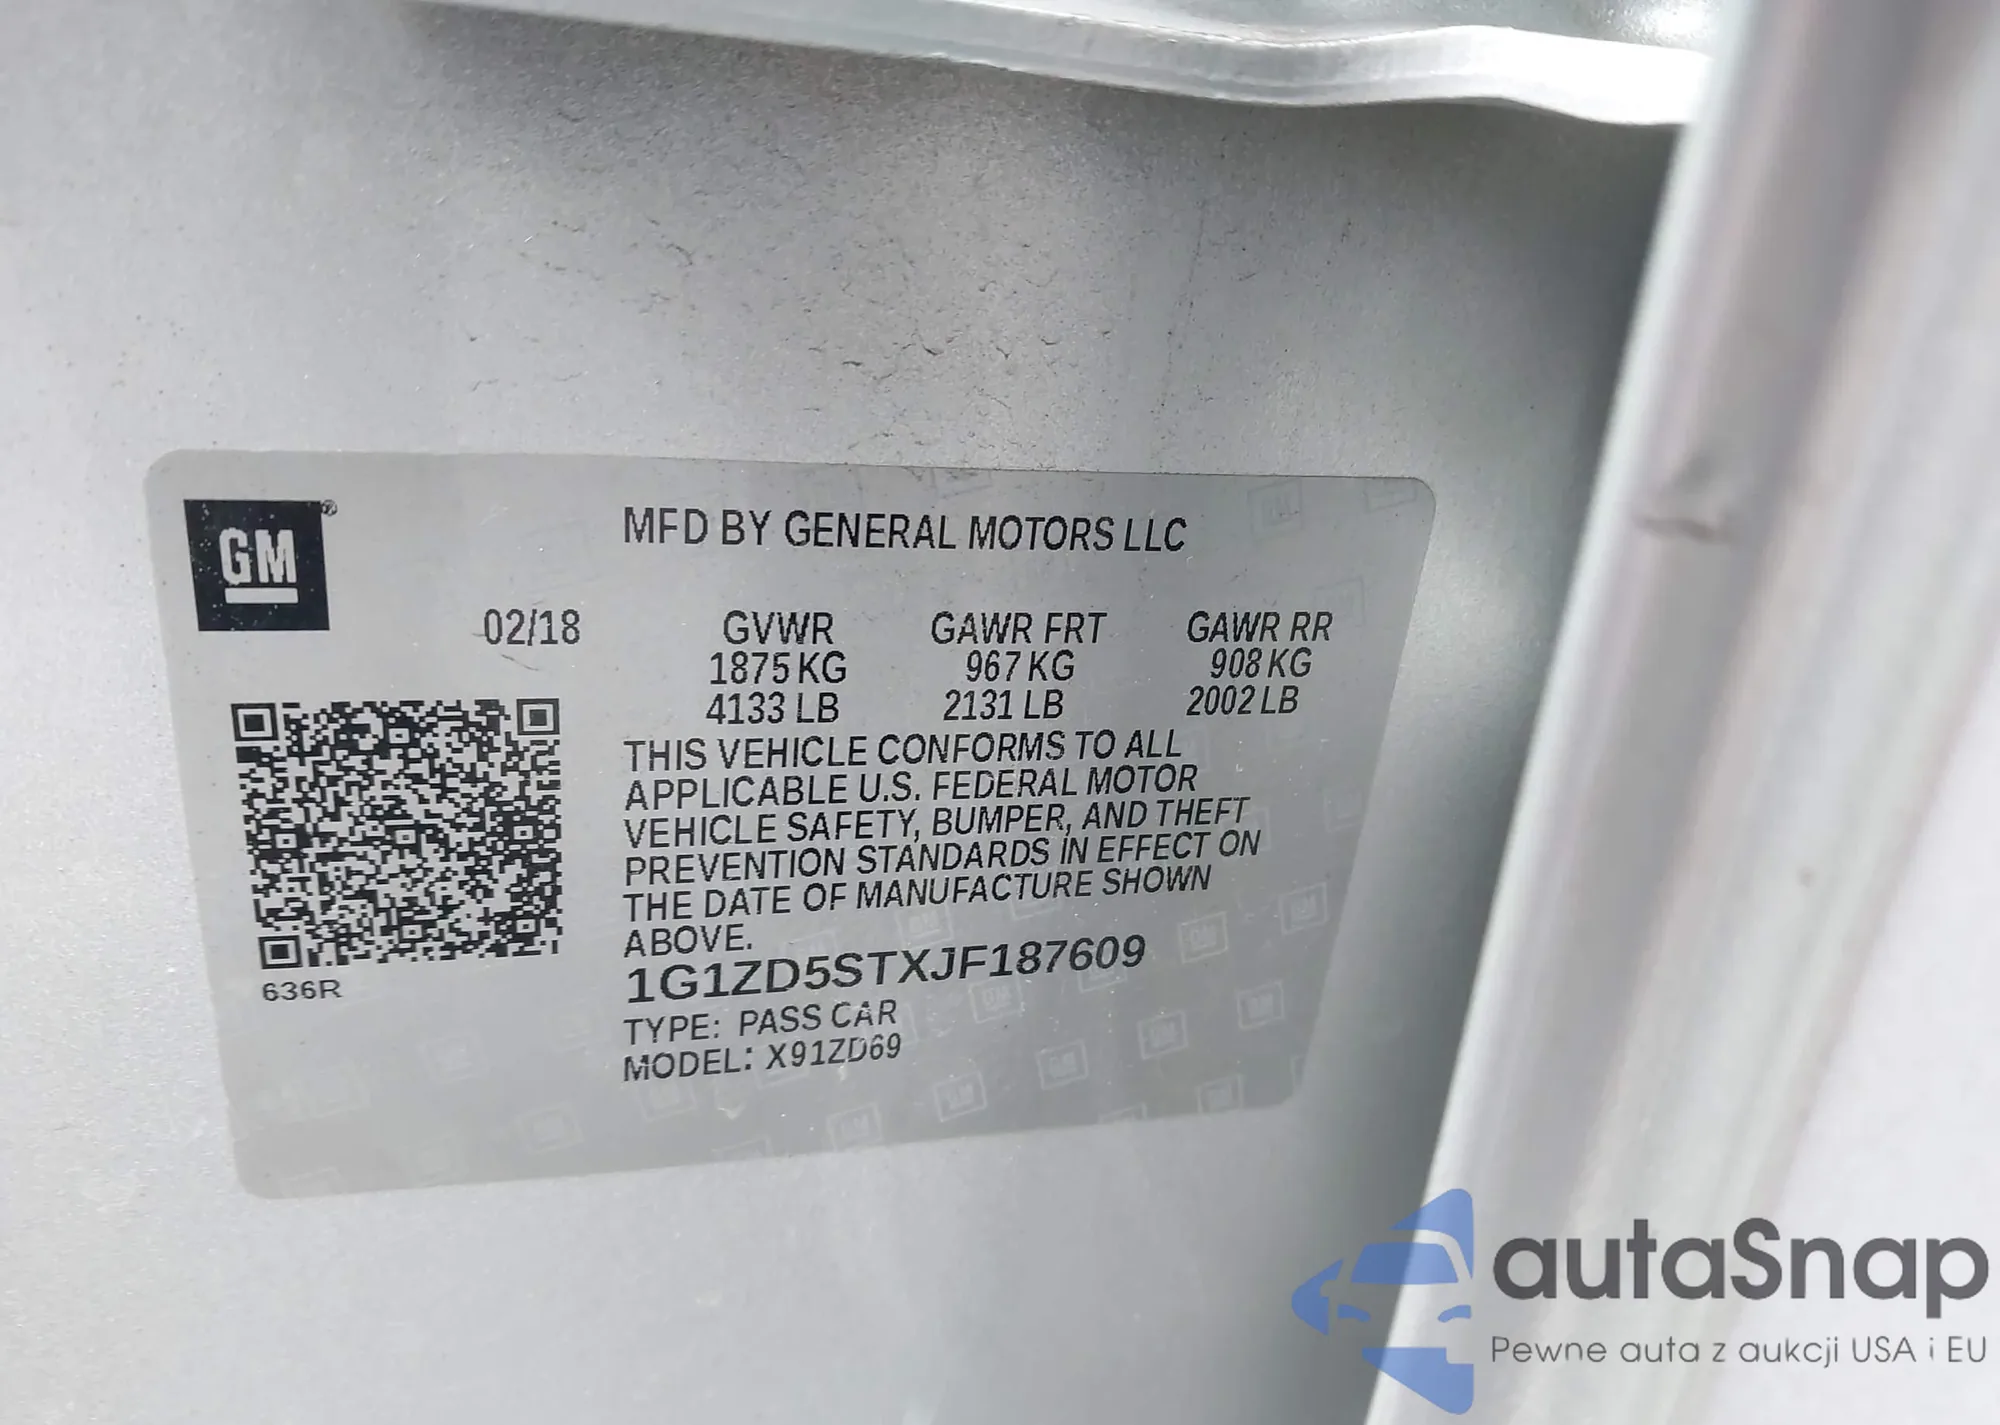 GM®
MFD BY GENERAL MOTORS LLC
02/18 GVWR GAWR FRT GAWR RR
1875 KG 967 KG 908 KG
4133 LB 2131 LB 2002 LB
THIS VEHICLE CONFORMS TO ALL
APPLICABLE U.S. FEDERAL MOTOR
VEHICLE SAFETY, BUMPER, AND THEFT
PREVENTION STANDARDS IN EFFECT ON
THE DATE OF MANUFACTURE SHOWN
ABOVE.
1G1ZD5STXJF187609
636R
TYPE: PASS CAR
MODEL: X91ZD69
autaSnap
Pewne auta z aukcji USA i EU